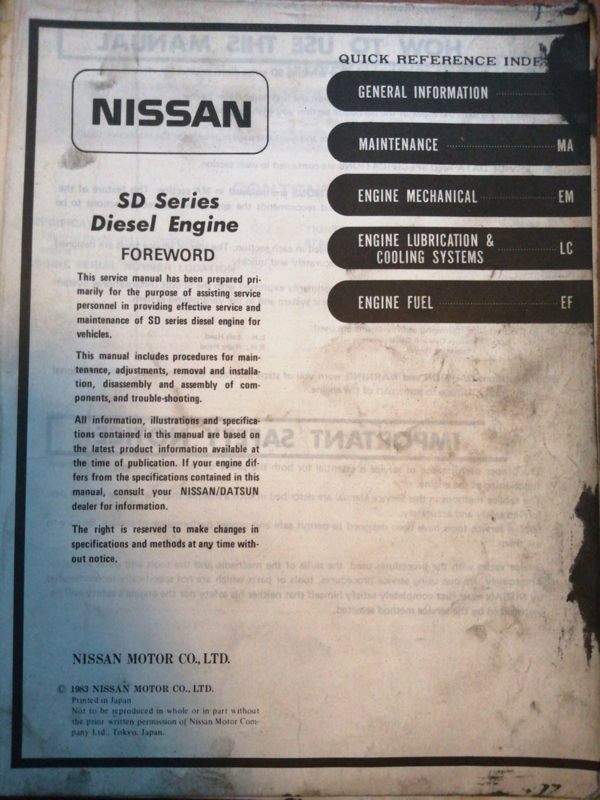 NISSAN
SD Series
Diesel Engine
FOREWORD
This service manual has been prepared pri-
marily for the purpose of assisting service
personnel in providing effective service and
maintenance of SD series diesel engine for
vehicles.
This manual includes procedures for main-
tenance, adjustments, removal and installa-
tion, disassembly and assembly of com-
ponents, and trouble-shooting.
All information, illustrations and specifica-
tions contained in this manual are based on
the latest product information available at
the time of publication. If your engine dif-
fers from the specifications contained in this
manual, consult your NISSAN/DATSUN
dealer for information.
The right is reserved to make changes in
specifications and methods at any time with-
out notice.
NISSAN MOTOR CO., LTD.
© 1983 NISSAN MOTOR CO., LTD.
Printed in Japan
Not to be reproduced in whole or in part without
the prior written permission of Nissan Motor Com-
pany Ltd., Tokyo, Japan.
QUICK REFERENCE INDE
GENERAL INFORMATION
MAINTENANCE MA
ENGINE MECHANICAL EM
ENGINE LUBRICATION &
COOLING SYSTEMS LC
ENGINE FUEL EF